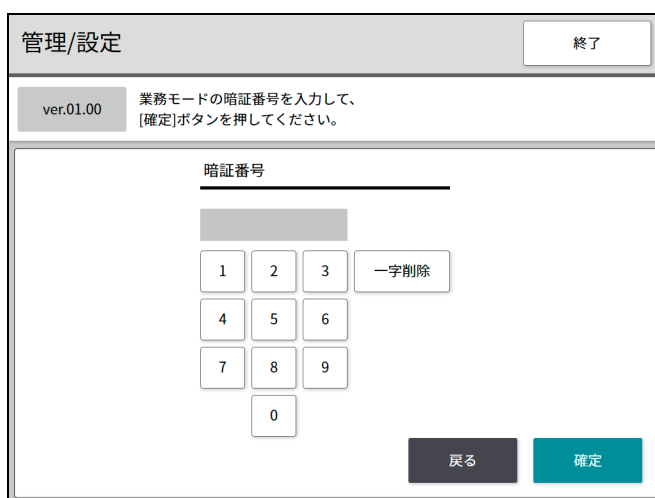 管理/設定
終了
ver.01.00
業務モードの暗証番号を入力して、
[確定]ボタンを押してください。
暗証番号
1 2 3 一字削除
4 5 6
7 8 9
0
戻る 確定